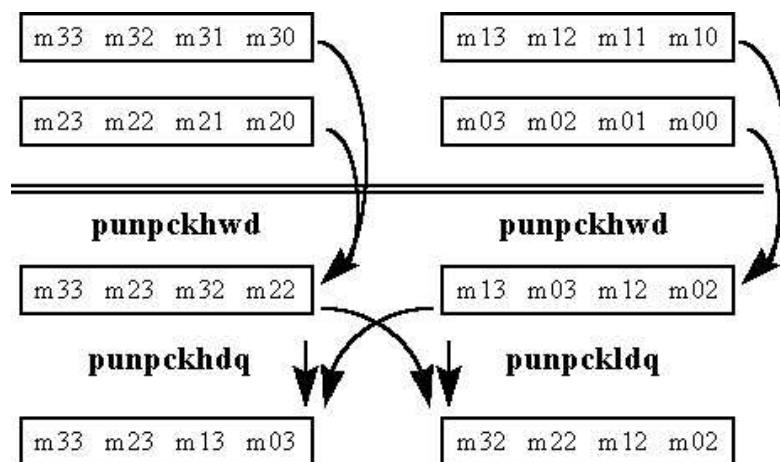 m33 m32 m31 m30 m13 m12 m11 m10
m23 m22 m21 m20 m03 m02 m01 m00
punpckhwd punpckhwd
m33 m23 m32 m22 m13 m03 m12 m02
punpckhdq punpckldq
m33 m23 m13 m03 m32 m22 m12 m02